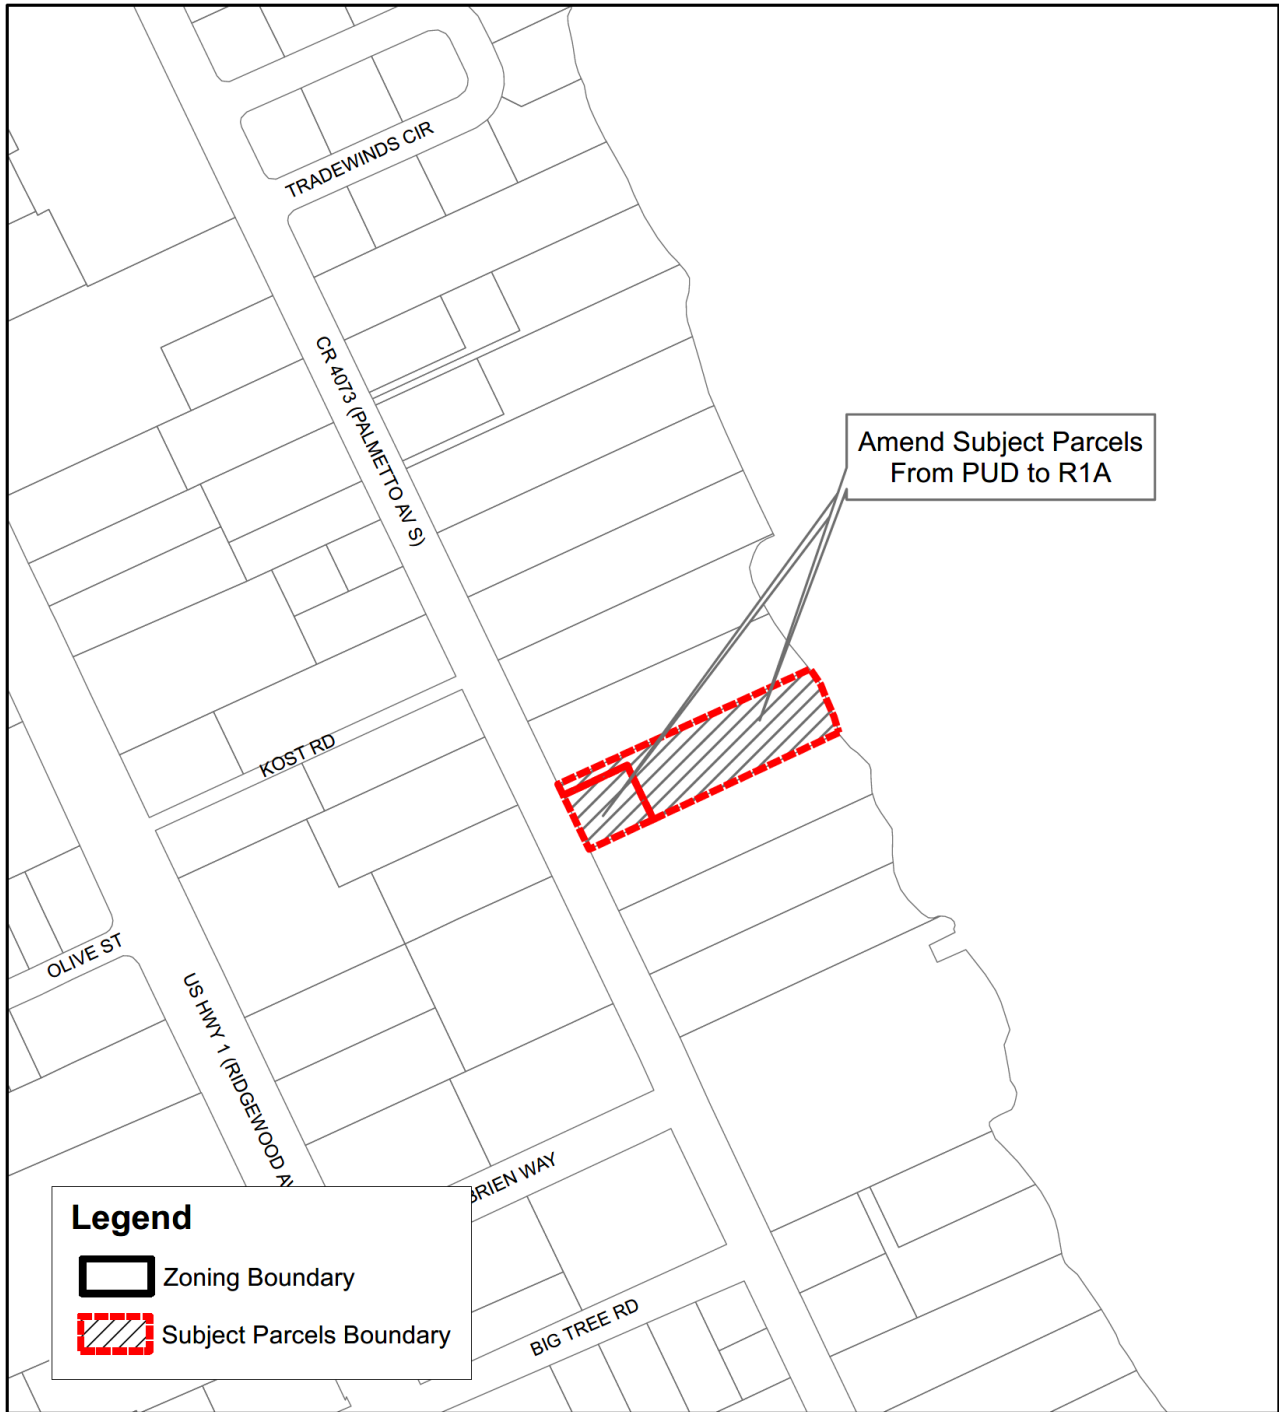 TRADEWINDS CIR
CR 4073 (PALMETTO AV S)
Amend Subject Parcels
From PUD to R1A
KOST RD
OLIVE ST
US HWY 1 (RIDGEWOOD
BRIEN WAY
BIG TREE RD
Legend
Zoning Boundary
Subject Parcels Boundary